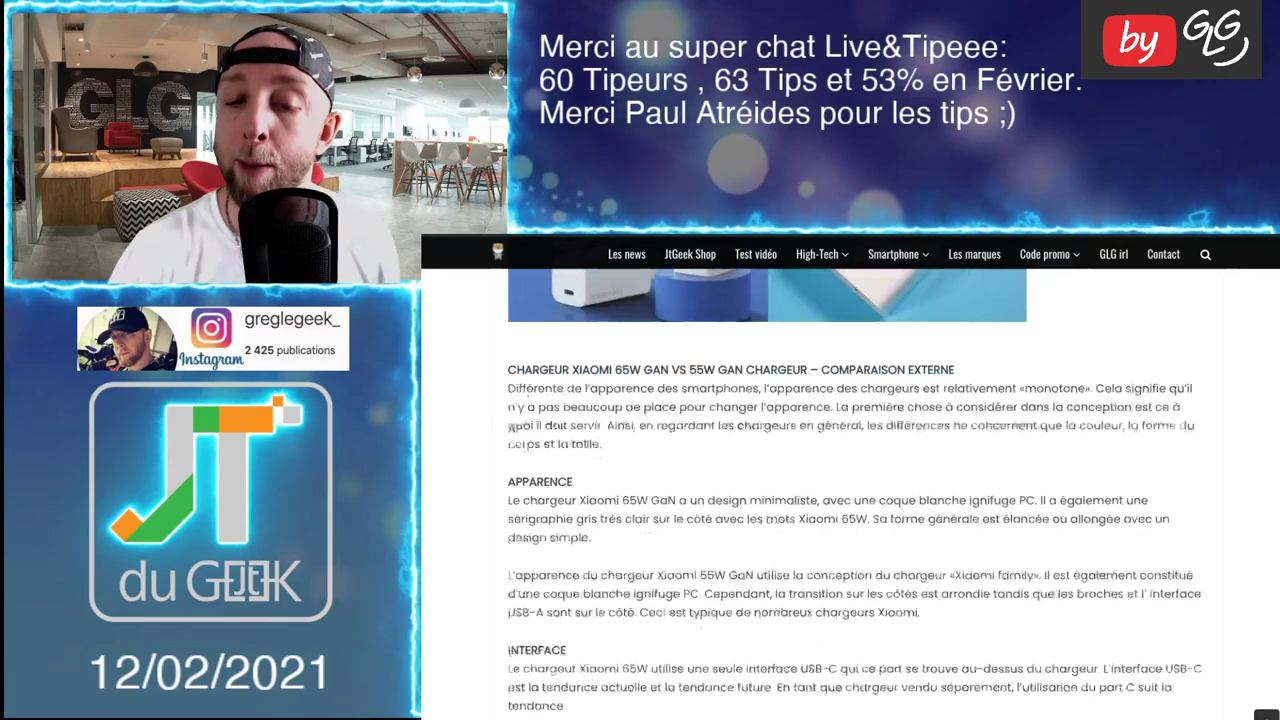 GLG
Merci au super chat Live&Tipeee:
60 Tipeurs , 63 Tips et 53% en Février.
Merci Paul Atréides pour les tips ;)
by GLG
greglegeek_
Instagram
2 425 publications
JT
du GEEK
12/02/2021
Les news JtGeek Shop Test vidéo High-Tech Smartphone Les marques Code promo GLG irl Contact
CHARGEUR XIAOMI 65W GAN VS 55W GAN CHARGEUR – COMPARAISON EXTERNE
Différente de l'apparence des smartphones, l'apparence des chargeurs est relativement «monotone». Cela signifie qu'il
n'y a pas beaucoup de place pour changer l'apparence. La première chose à considérer dans la conception est ce à
quoi il doit servir. Ainsi, en regardant les chargeurs en général, les différences ne concernent que la couleur, la forme du
corps et la taille.
APPARENCE
Le chargeur Xiaomi 65W GaN a un design minimaliste, avec une coque blanche ignifuge PC. Il a également une
sérigraphie gris très clair sur le côté avec les mots Xiaomi 65W. Sa forme générale est élancée ou allongée avec un
design simple.
L'apparence du chargeur Xiaomi 55W GaN utilise la conception du chargeur «Xiaomi family». Il est également constitué
d'une coque blanche ignifuge PC. Cependant, la transition sur les côtés est arrondie tandis que les broches et l' interface
USB-A sont sur le côté. Ceci est typique de nombreux chargeurs Xiaomi.
INTERFACE
Le chargeur Xiaomi 65W utilise une seule interface USB-C qui ce part se trouve au-dessus du chargeur. L'interface USB-C
est la tendance actuelle et la tendance future. En tant que chargeur vendu séparément, l'utilisation du port C suit la
tendance